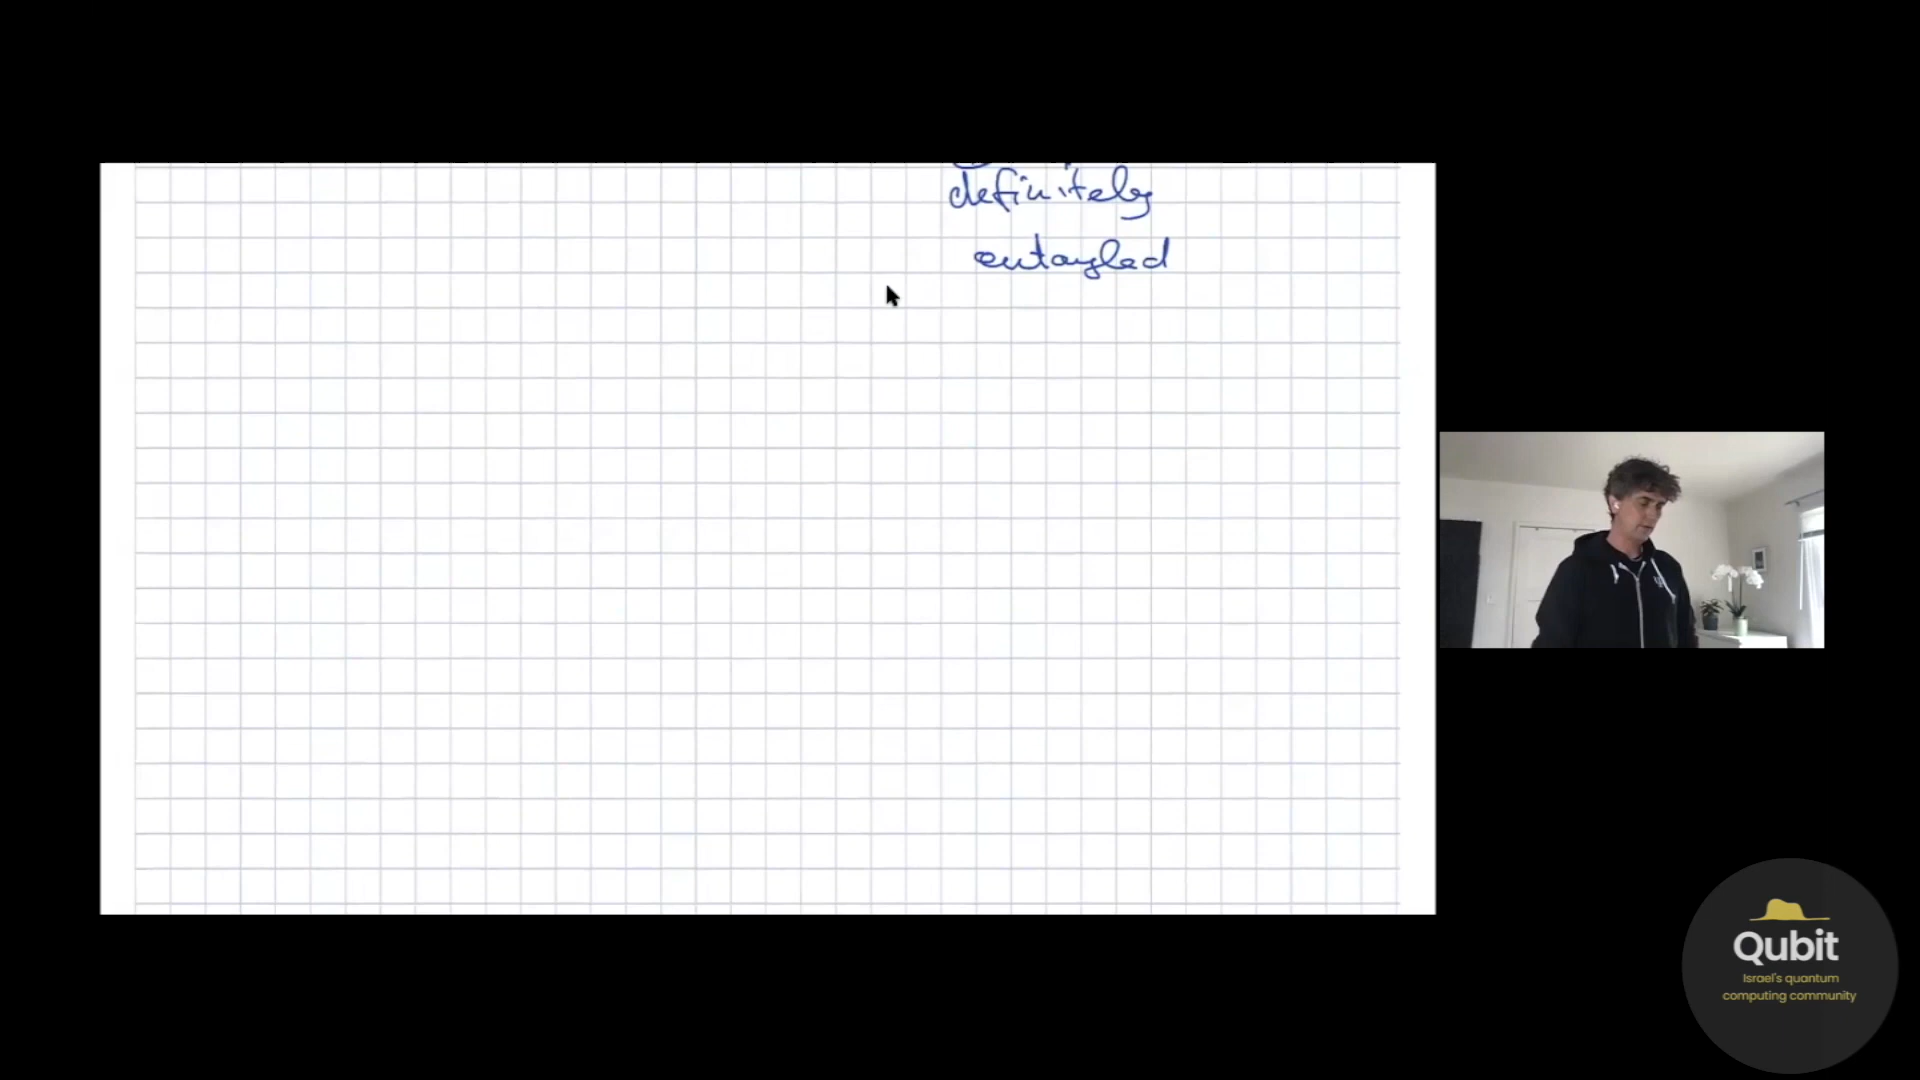 definitely
entangled
Qubit
Israel's quantum
computing community